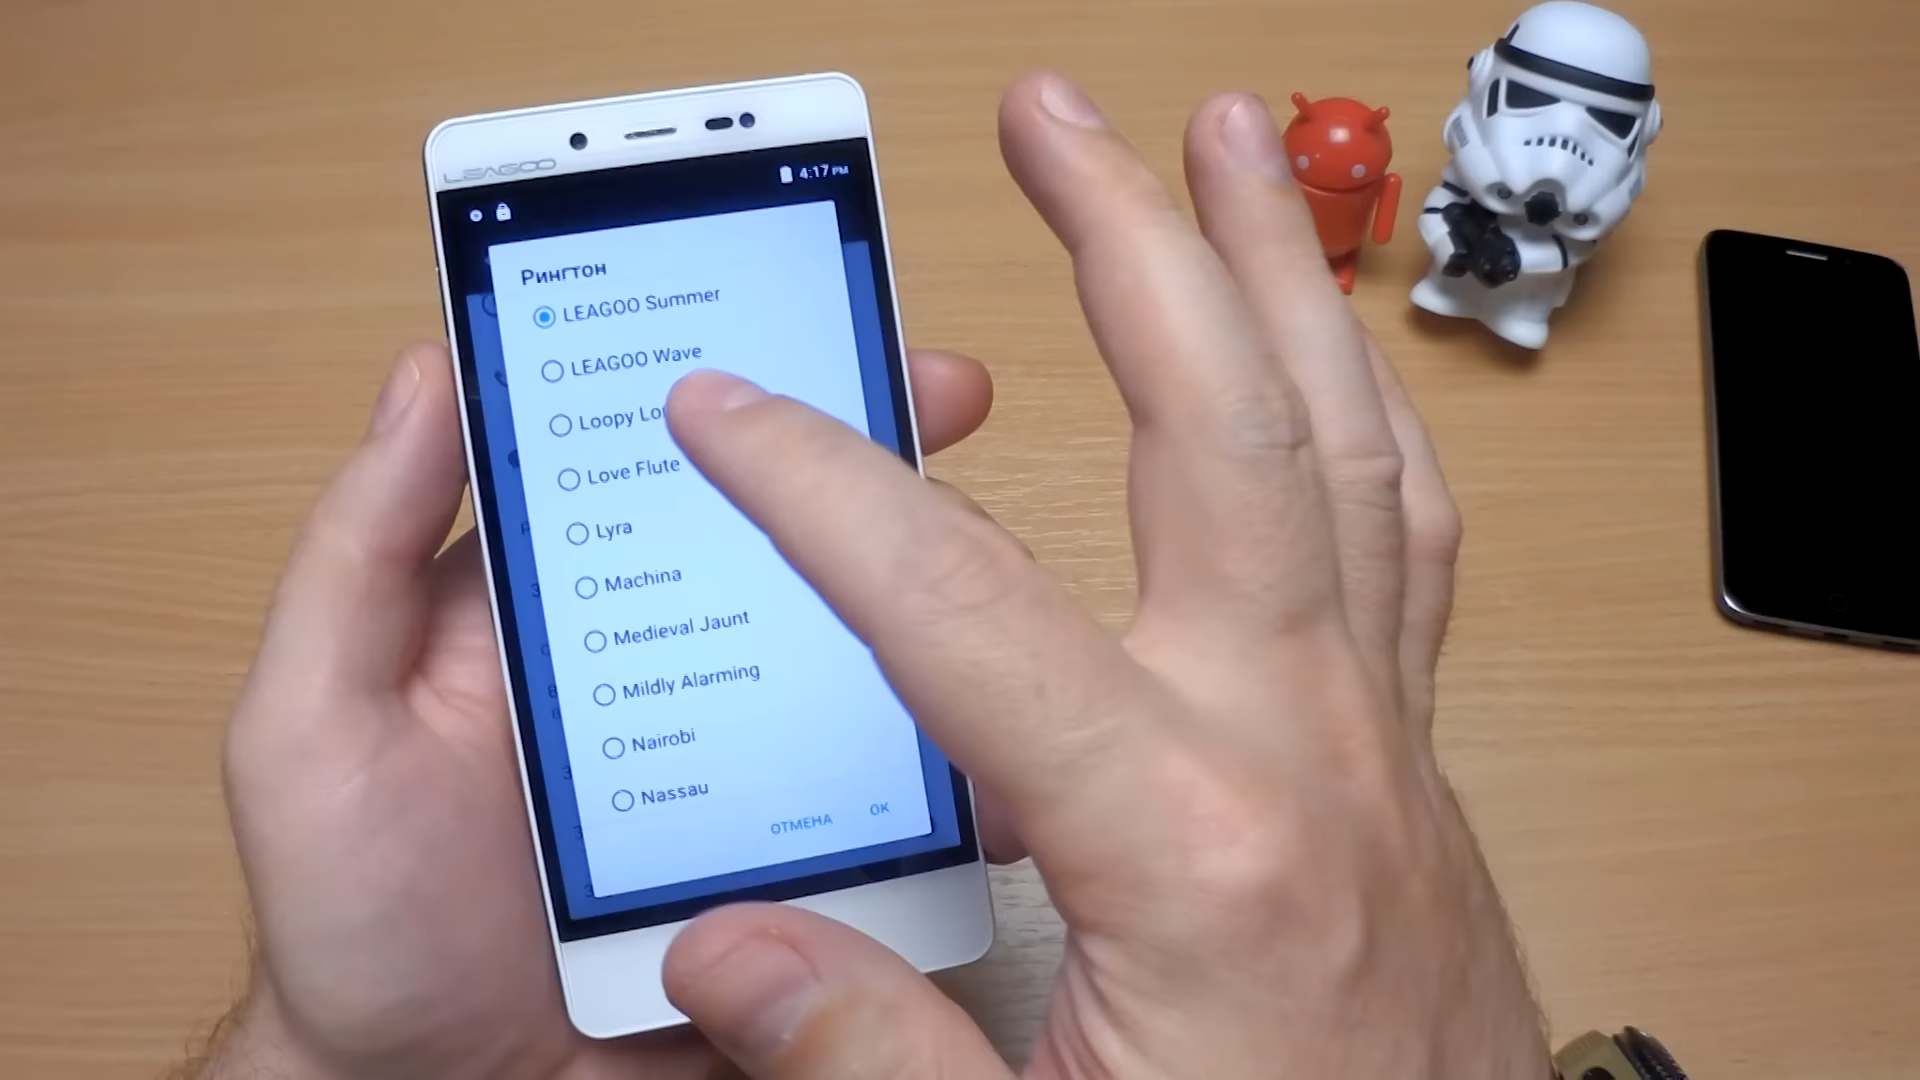 LEAGOO
4:17 PM
Рингтон
LEAGOO Summer
LEAGOO Wave
Loopy
Love Flute
Lyra
Machina
Medieval Jaunt
Mildly Alarming
Nairobi
Nassau
ОТМЕНА
ОК